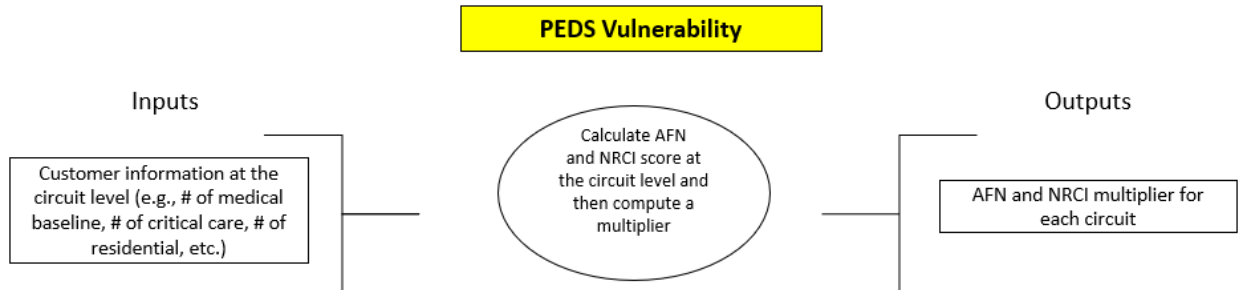 PEDS Vulnerability
Inputs
Outputs
Customer information at the
circuit level (e.g., # of medical
baseline, # of critical care, # of
residential, etc.)
Calculate AFN
and NRCI score at
the circuit level and
then compute a
multiplier
AFN and NRCI multiplier for
each circuit